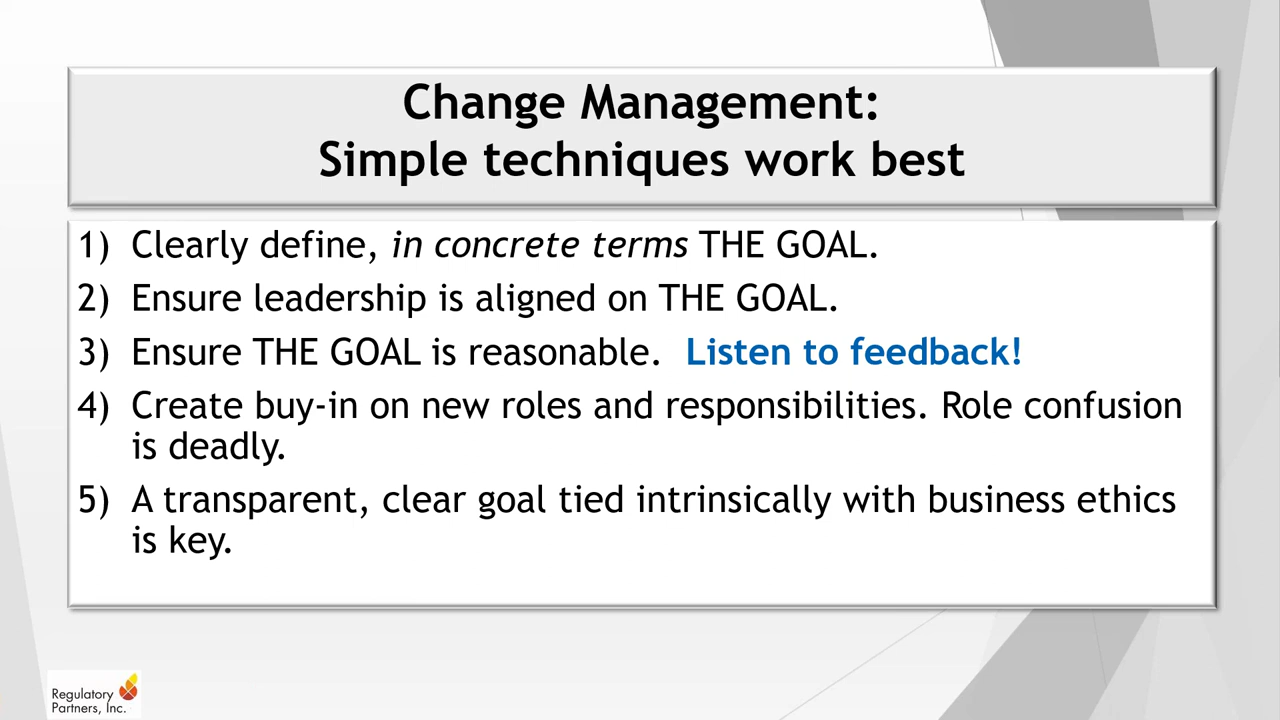 Change Management:
Simple techniques work best
1) Clearly define, in concrete terms THE GOAL.
2) Ensure leadership is aligned on THE GOAL.
3) Ensure THE GOAL is reasonable.  Listen to feedback!
4) Create buy-in on new roles and responsibilities. Role confusion
is deadly.
5) A transparent, clear goal tied intrinsically with business ethics
is key.
Regulatory
Partners, Inc.